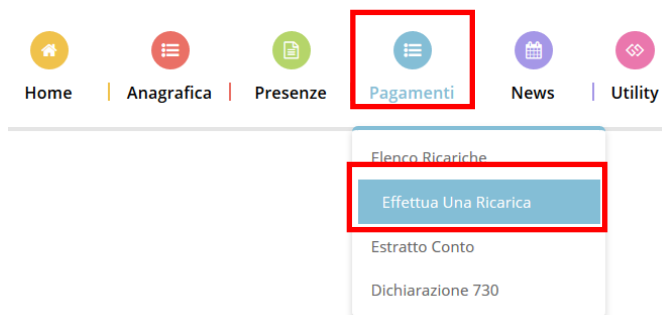 Home Anagrafica Presenze Pagamenti News Utility
Elenco Ricariche
Effettua Una Ricarica
Estratto Conto
Dichiarazione 730